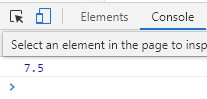 Elements Console
Select an element in the page to insp
7.5